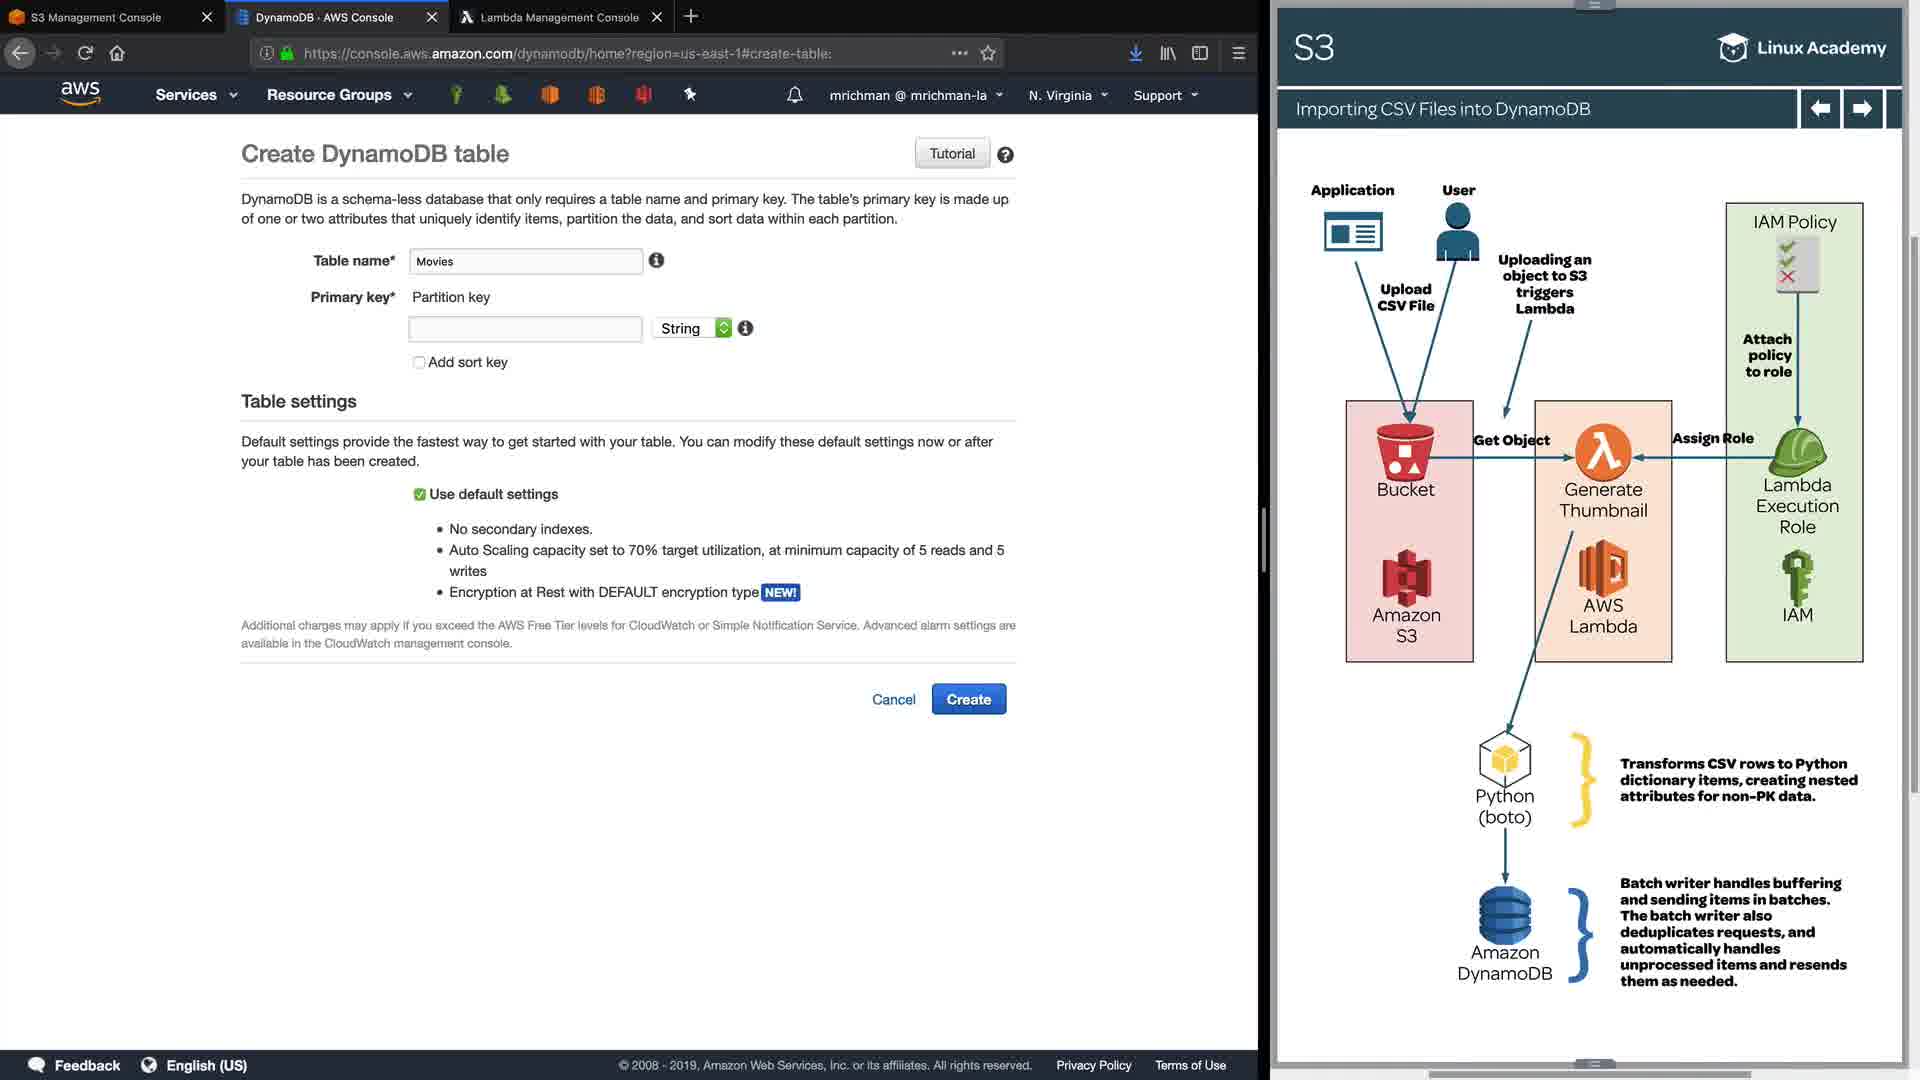 S3 Management Console
DynamoDB · AWS Console
Lambda Management Console
https://console.aws.amazon.com/dynamodb/home?region=us-east-1#create-table:
aws
Services
Resource Groups
mrichman @ mrichman-la
N. Virginia
Support
Create DynamoDB table
Tutorial
DynamoDB is a schema-less database that only requires a table name and primary key. The table's primary key is made up
of one or two attributes that uniquely identify items, partition the data, and sort data within each partition.
Table name*
Movies
Primary key*
Partition key
String
Add sort key
Table settings
Default settings provide the fastest way to get started with your table. You can modify these default settings now or after
your table has been created.
Use default settings
• No secondary indexes.
• Auto Scaling capacity set to 70% target utilization, at minimum capacity of 5 reads and 5
writes
• Encryption at Rest with DEFAULT encryption type NEW!
Additional charges may apply if you exceed the AWS Free Tier levels for CloudWatch or Simple Notification Service. Advanced alarm settings are
available in the CloudWatch management console.
Cancel
Create
Feedback
English (US)
© 2008 - 2019, Amazon Web Services, Inc. or its affiliates. All rights reserved.
Privacy Policy
Terms of Use
S3
Linux Academy
Importing CSV Files into DynamoDB
Application
User
IAM Policy
Uploading an
object to S3
triggers
Lambda
Upload
CSV File
Attach
policy
to role
Get Object
Assign Role
Bucket
Generate
Thumbnail
Lambda
Execution
Role
Amazon
S3
AWS
Lambda
IAM
Python
(boto)
Transforms CSV rows to Python
dictionary items, creating nested
attributes for non-PK data.
Amazon
DynamoDB
Batch writer handles buffering
and sending items in batches.
The batch writer also
deduplicates requests, and
automatically handles
unprocessed items and resends
them as needed.